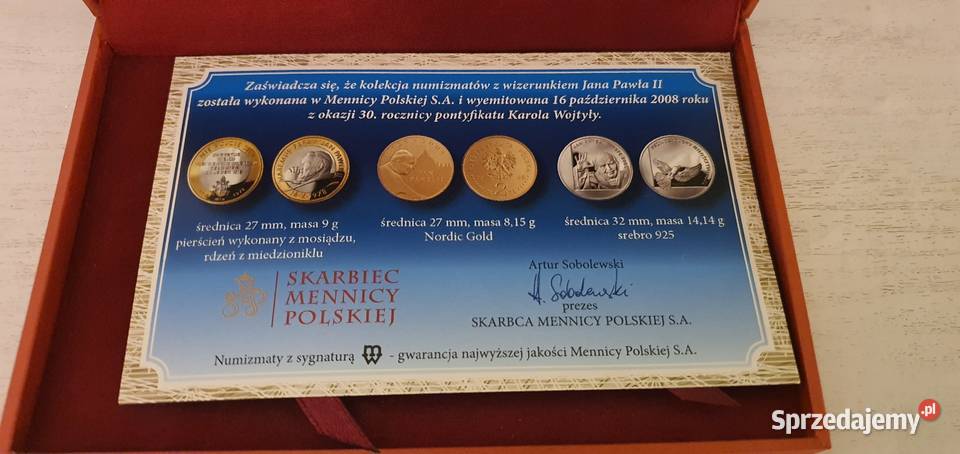 Zaświadcza się, że kolekcja numizmatów z wizerunkiem Jana Pawła II
została wykonana w Mennicy Polskiej S.A. i wyemitowana 16 października 2008 roku
z okazji 30. rocznicy pontyfikatu Karola Wojtyły.
średnica 27 mm, masa 9 g
pierścień wykonany z mosiądzu,
rdzeń z miedzioniklu
średnica 27 mm, masa 8,15 g
Nordic Gold
średnica 32 mm, masa 14,14 g
srebro 925
SKARBIEC
MENNICY
POLSKIEJ
Artur Sobolewski
A. Sobolewski
prezes
SKARBCA MENNICY POLSKIEJ S.A.
Numizmaty z sygnaturą - gwarancja najwyższej jakości Mennicy Polskiej S.A.
Sprzedajemy.pl